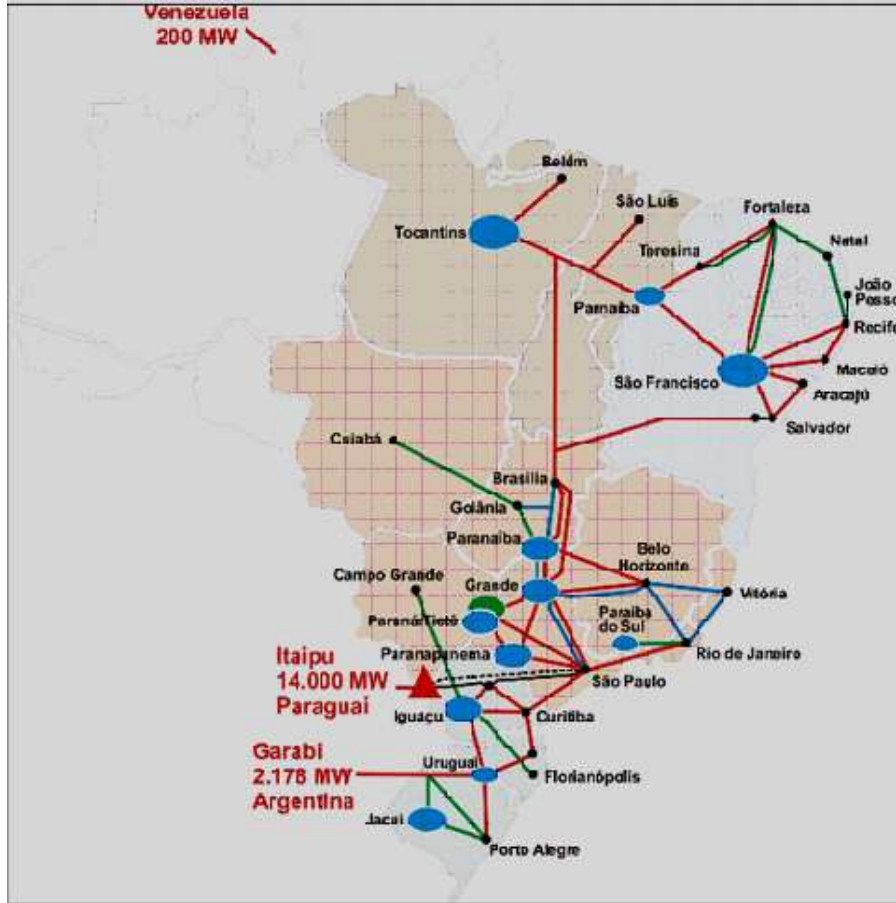 Venezuela
200 MW
Belém
São Luís
Fortaleza
Tocantins
Teresina
Natal
Parnaíba
João
Pesso
Recife
Maceió
São Francisco
Aracajú
Salvador
Cuiabá
Brasília
Goiânia
Paranaíba
Belo
Horizonte
Campo Grande
Grande
Vitória
Paraíba
do Sul
Paraná/Tietê
Paranapanema
Rio de Janeiro
Itaipu
14.000 MW
Paraguai
São Paulo
Iguaçu
Curitiba
Garabi
2.178 MW
Argentina
Uruguai
Florianópolis
Jacuí
Porto Alegre